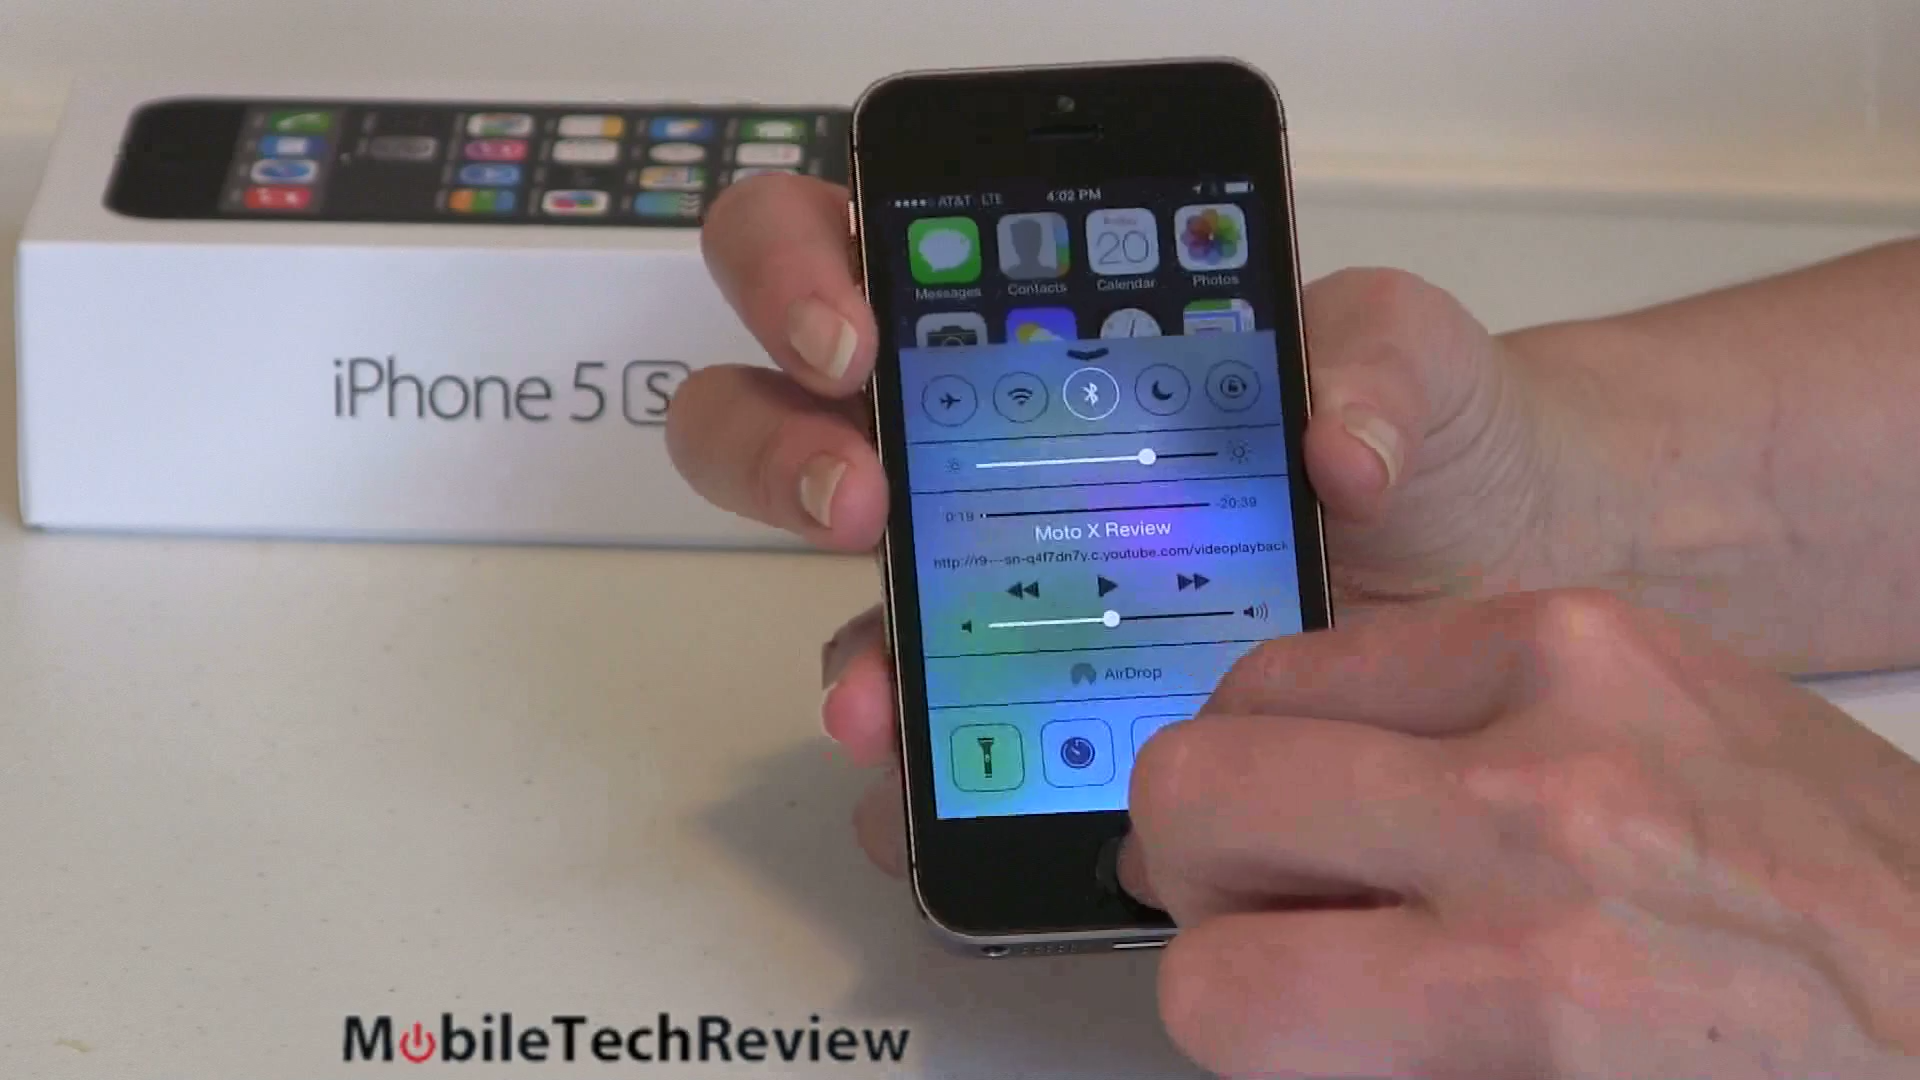 AT&T LTE 4:02 PM
20
Messages Contacts Calendar Photos
iPhone 5 S
0:19 -20:39
Moto X Review
http://r9---sn-q4f7dn7y.c.youtube.com/videoplayback
AirDrop
MobileTechReview